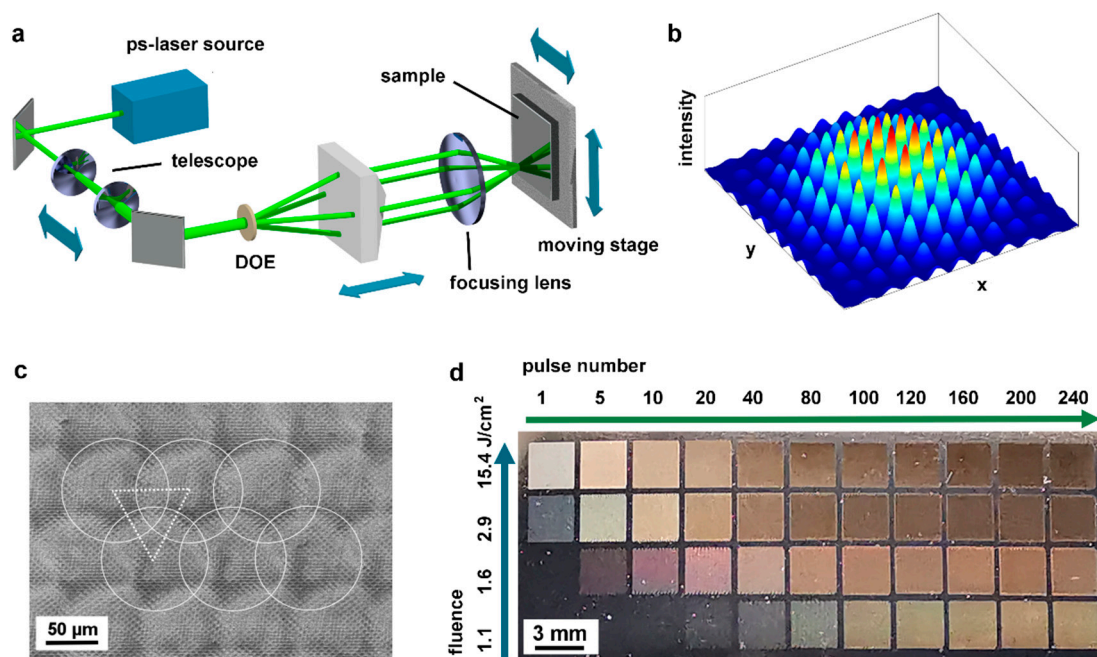 a
ps-laser source
telescope
DOE
sample
focusing lens
moving stage
b
intensity
y
x
c
50 µm
d
pulse number
1 5 10 20 40 80 100 120 160 200 240
fluence
1.1 1.6 2.9 15.4 J/cm²
3 mm